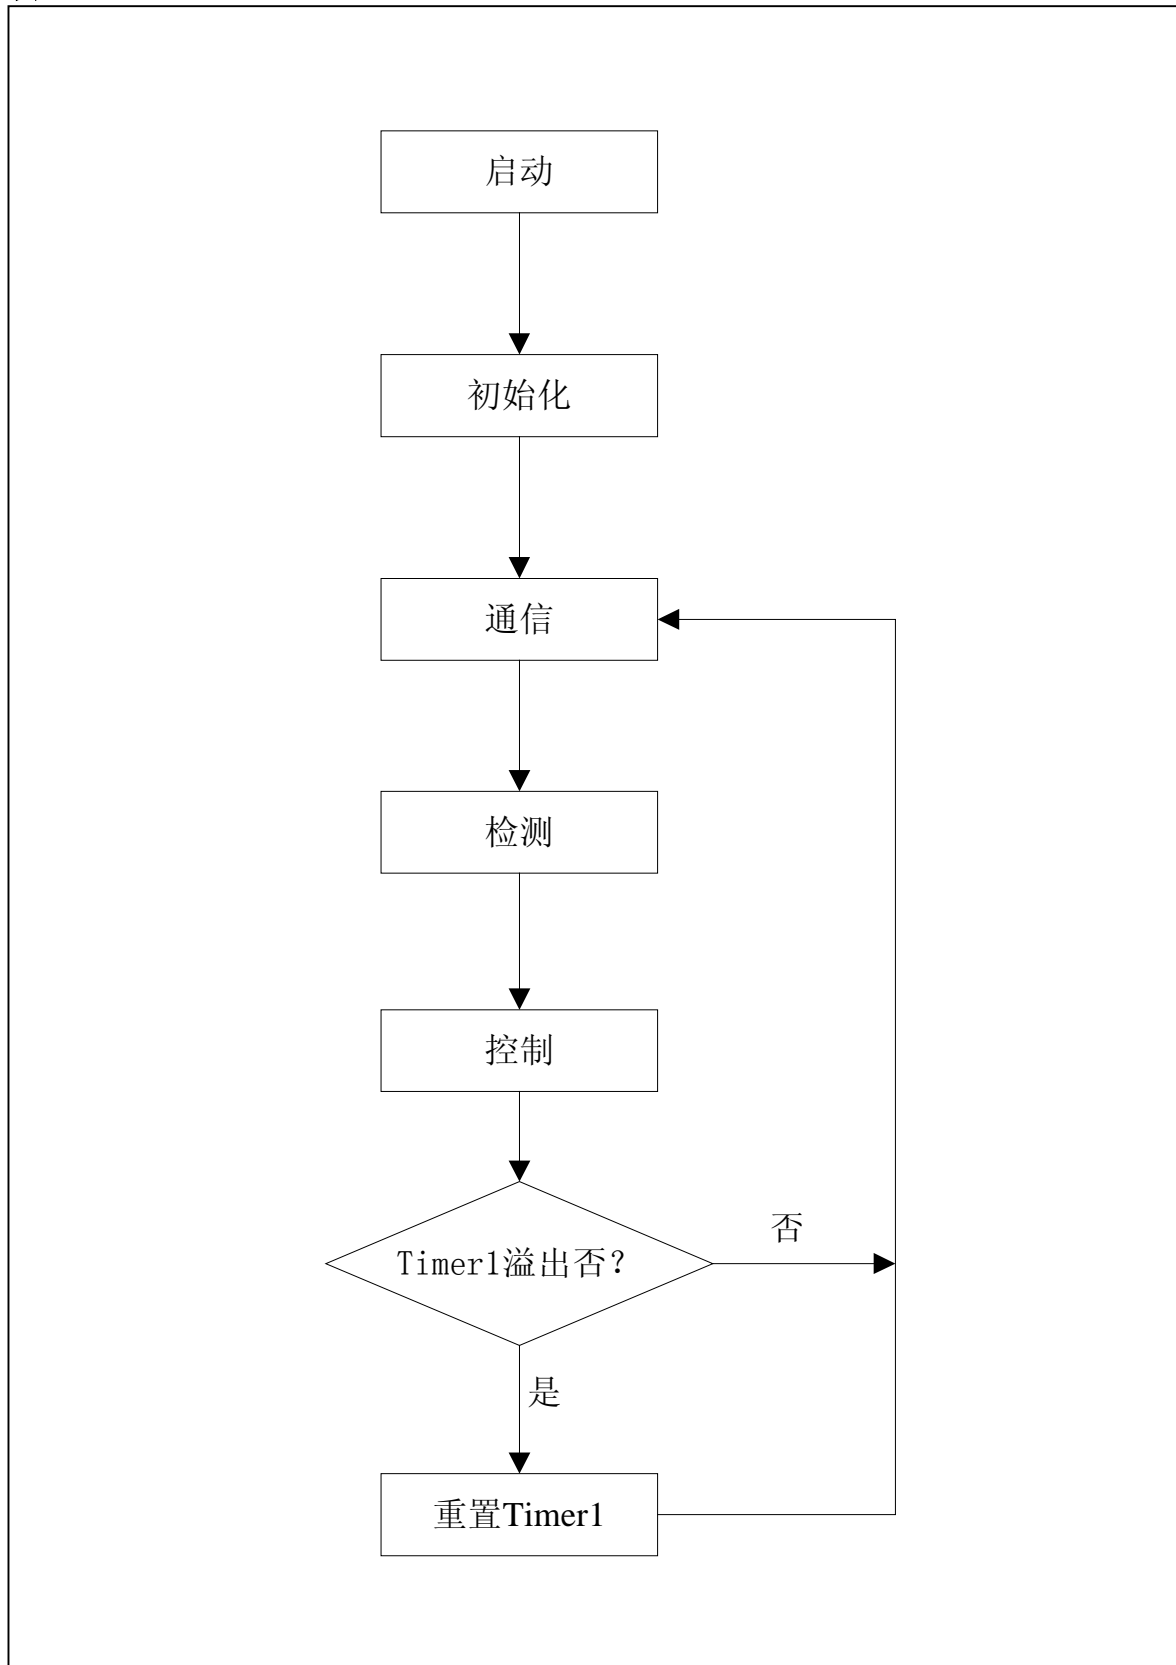 启动
初始化
通信
检测
控制
Timer1溢出否？
否
是
重置Timer1